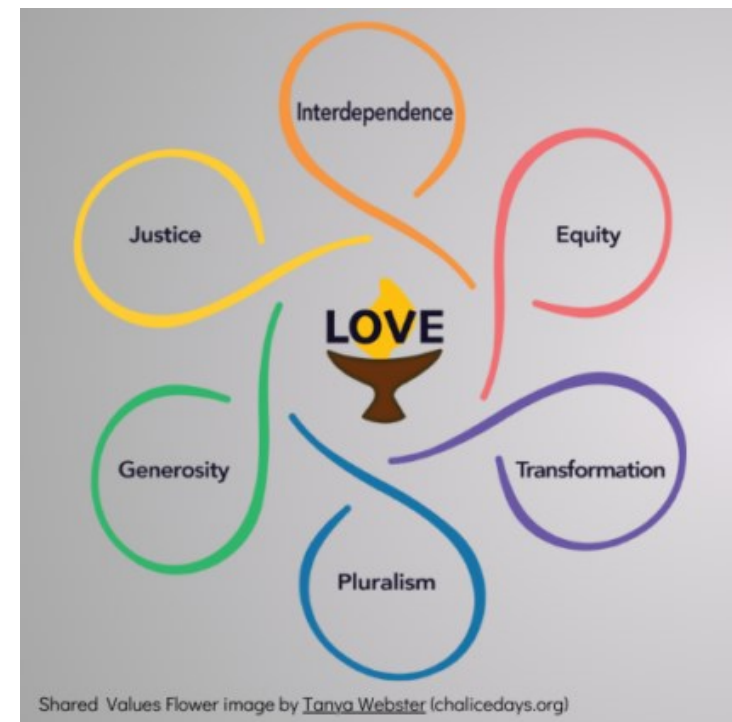 Interdependence
Justice
Equity
LOVE
Generosity
Transformation
Pluralism
Shared Values Flower image by Tanya Webster (chalicedays.org)